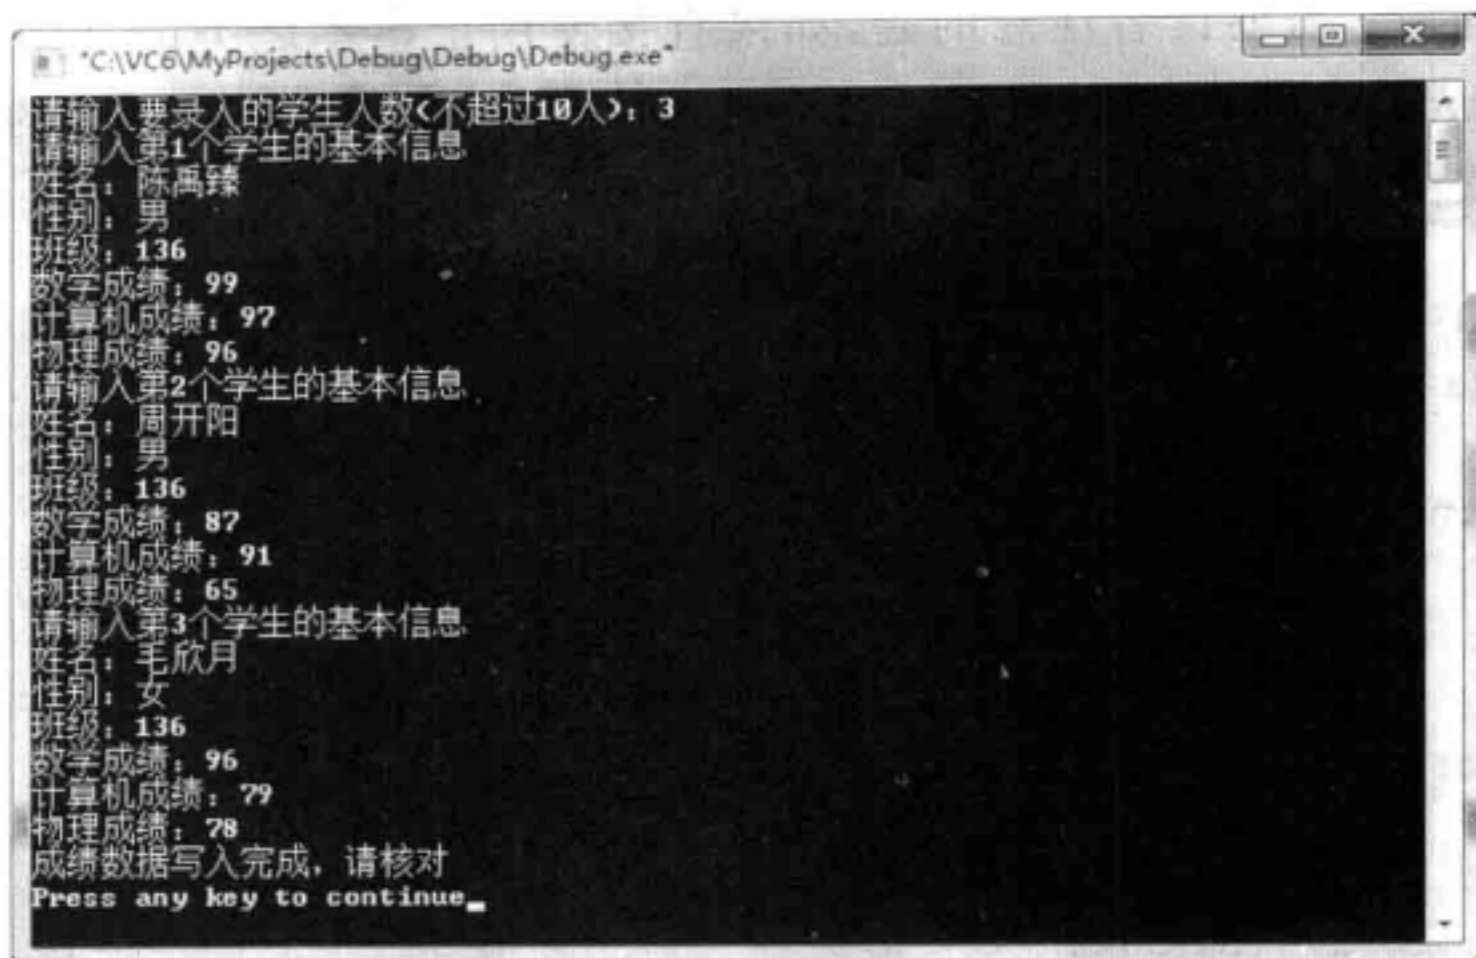 "C:\VC6\MyProjects\Debug\Debug\Debug.exe"
请输入要录入的学生人数<不超过10人>：3
请输入第1个学生的基本信息
姓名：陈禹臻
性别：男
班级：136
数学成绩：99
计算机成绩：97
物理成绩：96
请输入第2个学生的基本信息
姓名：周开阳
性别：男
班级：136
数学成绩：87
计算机成绩：91
物理成绩：65
请输入第3个学生的基本信息
姓名：毛欣月
性别：女
班级：136
数学成绩：96
计算机成绩：79
物理成绩：78
成绩数据写入完成，请核对
Press any key to continue